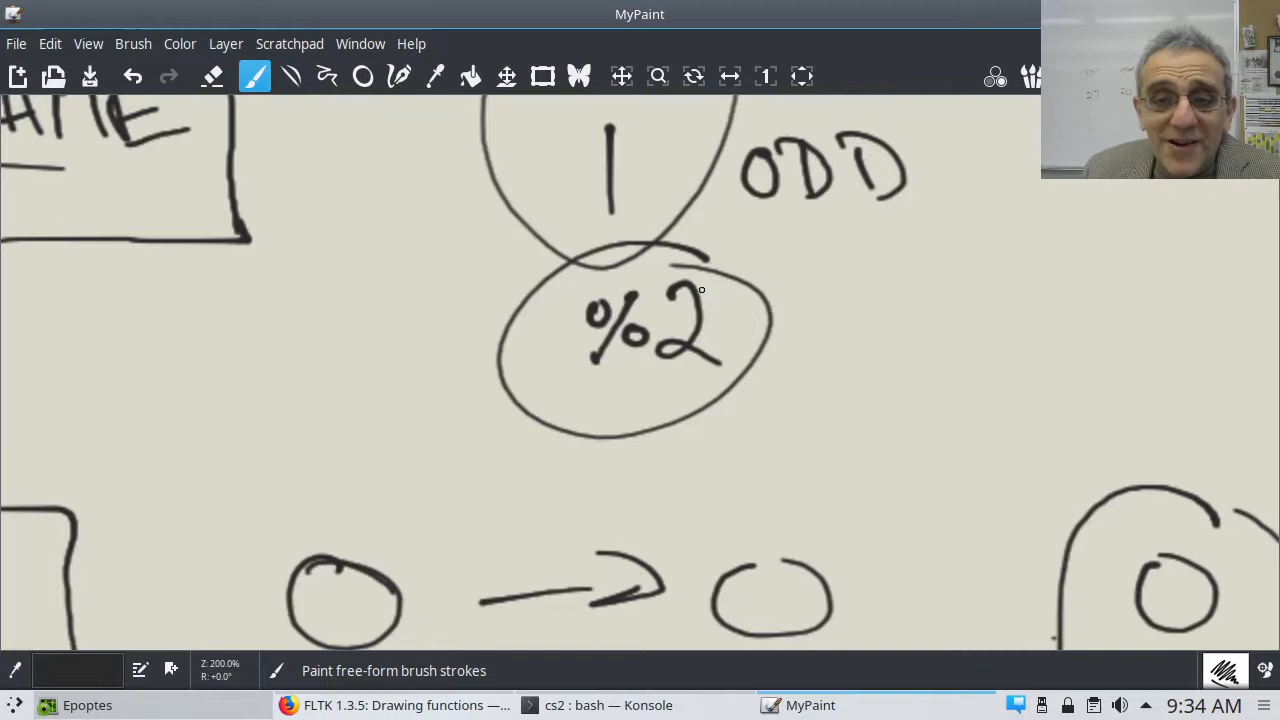 MyPaint
File Edit View Brush Color Layer Scratchpad Window Help
1 ODD
%2
0 → 0 0
Z: 200.0%
R: +0.0°
Paint free-form brush strokes
Epoptes
FLTK 1.3.5: Drawing functions —...
cs2 : bash — Konsole
MyPaint
9:34 AM